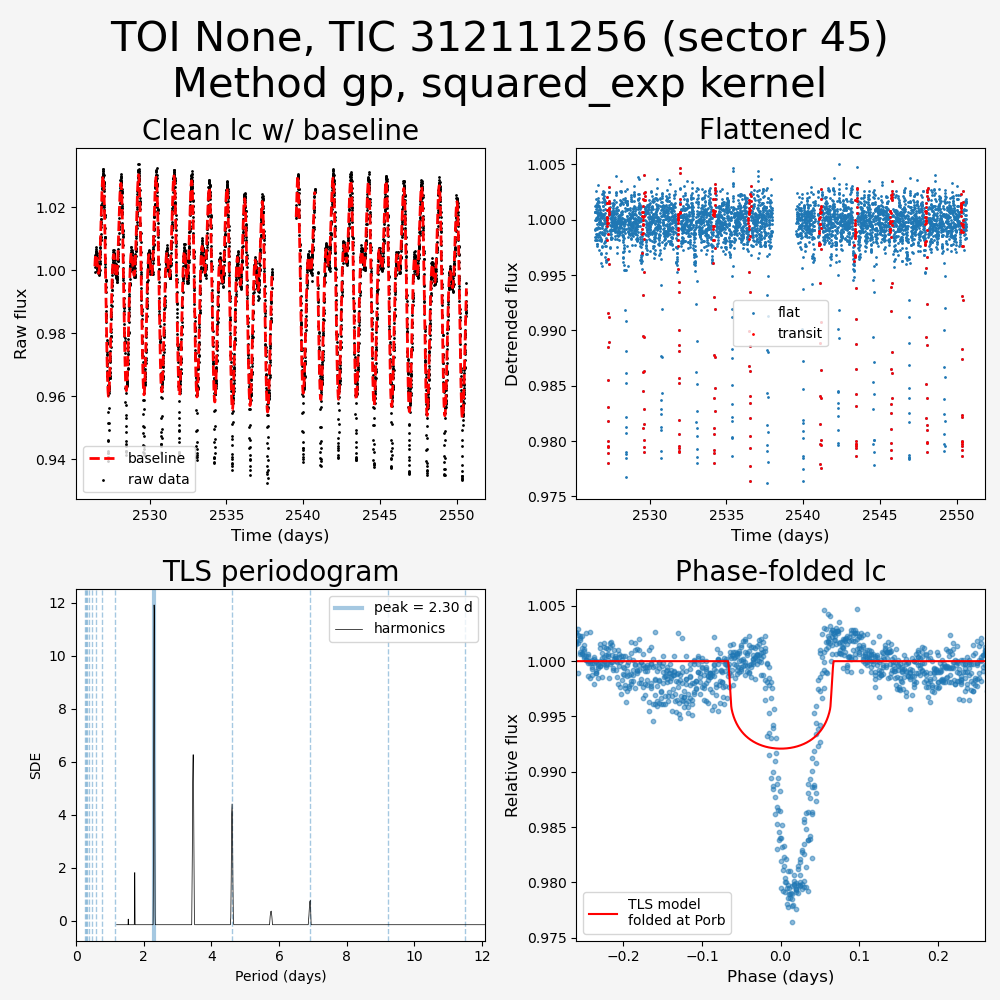 TOI None, TIC 312111256 (sector 45)
Method gp, squared_exp kernel
Clean lc w/ baseline
Raw flux
1.02
1.00
0.98
0.96
0.94
baseline
raw data
2530
2535
2540
2545
2550
Time (days)
Flattened lc
Detrended flux
1.005
1.000
0.995
0.990
0.985
0.980
0.975
flat
transit
2530
2535
2540
2545
2550
Time (days)
TLS periodogram
SDE
12
10
8
6
4
2
0
peak = 2.30 d
harmonics
0
2
4
6
8
10
12
Period (days)
Phase-folded lc
Relative flux
1.005
1.000
0.995
0.990
0.985
0.980
0.975
TLS model
folded at Porb
−0.2
−0.1
0.0
0.1
0.2
Phase (days)